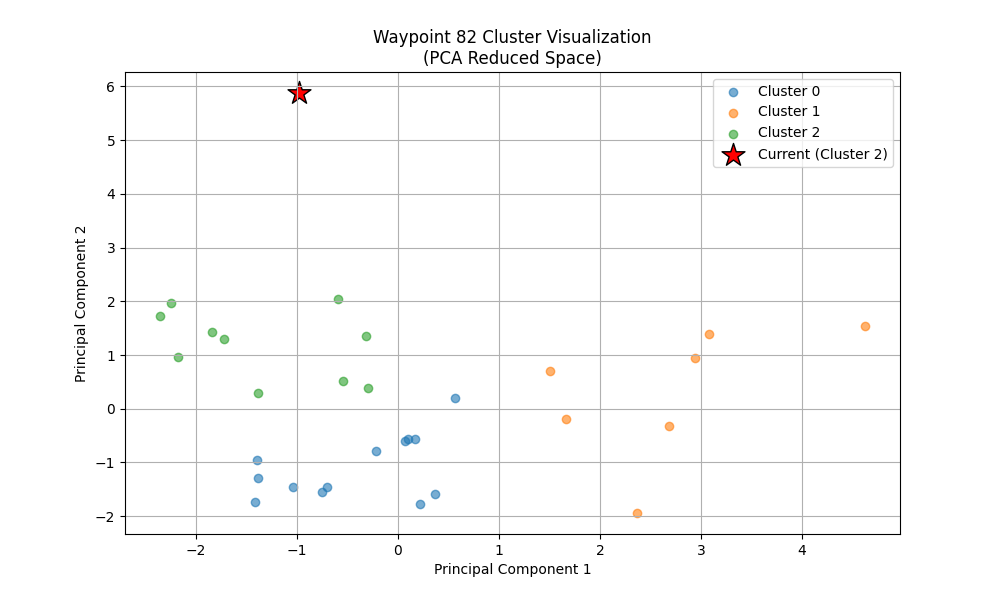 Waypoint 82 Cluster Visualization
(PCA Reduced Space)
Cluster 0
Cluster 1
Cluster 2
Current (Cluster 2)
Principal Component 2
6
5
4
3
2
1
0
−1
−2
−2
−1
0
1
2
3
4
Principal Component 1